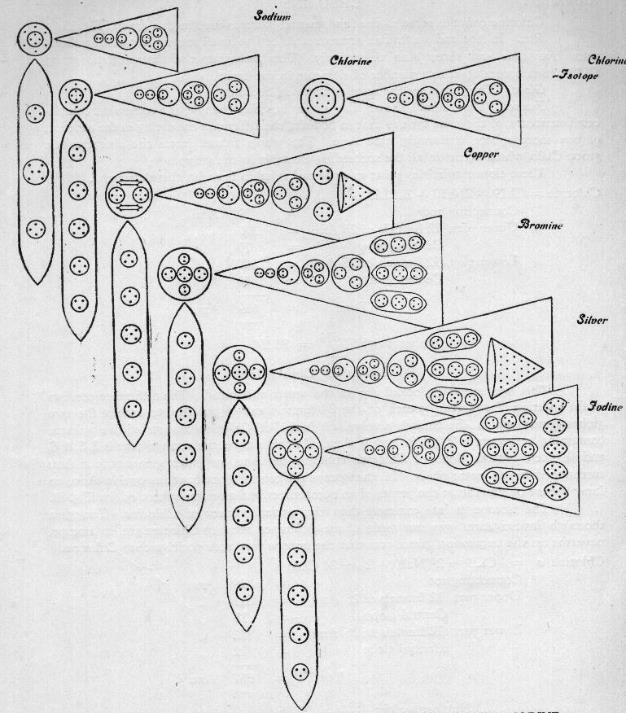 Sodium
Chlorine
Chlorine
-Isotope
Copper
Bromine
Silver
Iodine